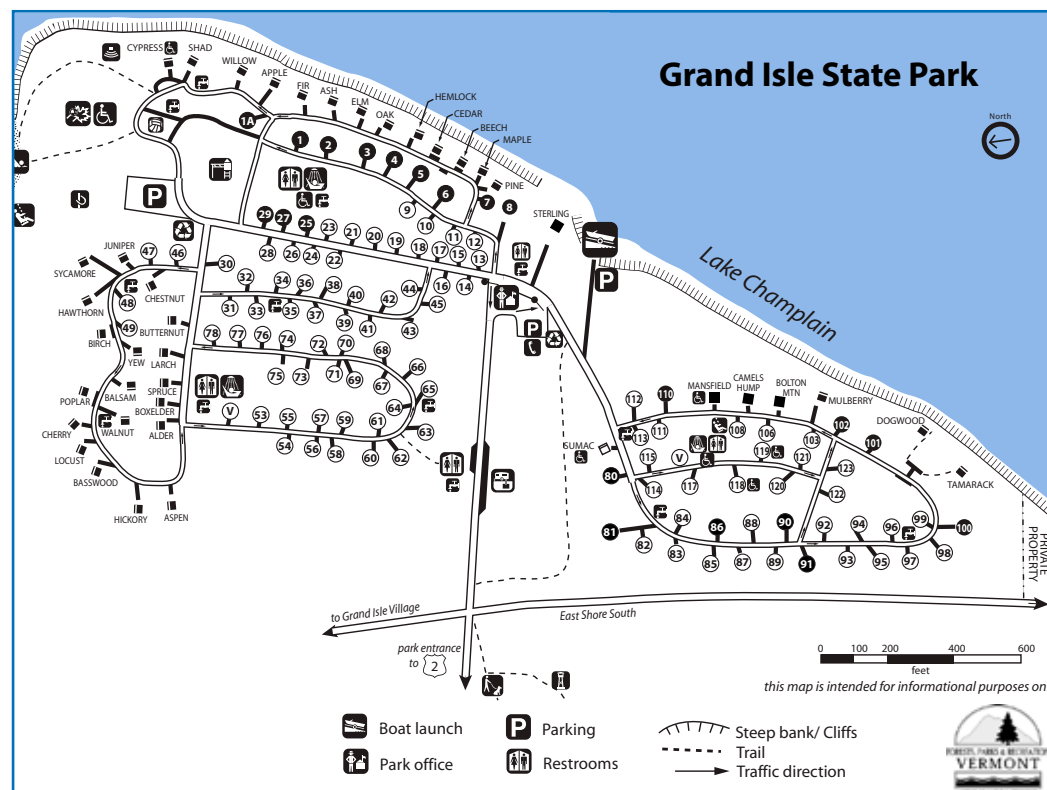 Grand Isle State Park
North
CYPRESS
SHAD
WILLOW
APPLE
FIR
ASH
ELM
OAK
HEMLOCK
CEDAR
BEECH
MAPLE
PINE
STERLING
1A
1
2
3
4
5
6
7
8
9
10
11
12
P
29
27
25
23
21
20
19
18
17
15
13
28
26
24
22
16
14
Lake Champlain
P
JUNIPER
47
46
SYCAMORE
CHESTNUT
HAWTHORN
48
49
30
32
34
36
38
40
42
44
45
31
33
35
37
39
41
43
P
BUTTERNUT
BIRCH
YEW
LARCH
78
77
76
74
72
70
68
66
75
73
71
69
67
65
64
BALSAM
SPRUCE
POPLAR
BOXELDER
WALNUT
ALDER
CHERRY
LOCUST
BASSWOOD
HICKORY
ASPEN
V
53
55
57
59
61
63
54
56
58
60
62
112
110
MANSFIELD
CAMELS
HUMP
BOLTON
MTN
MULBERRY
DOGWOOD
TAMARACK
SUMAC
113
111
108
106
103
102
101
115
V
117
118
119
120
121
123
122
114
80
81
82
83
84
85
86
87
88
89
90
91
92
93
94
95
96
97
98
99
100
PRIVATE
PROPERTY
to Grand Isle Village
East Shore South
park entrance
to 2
0 100 200 400 600
feet
this map is intended for informational purposes on
Boat launch
P Parking
Steep bank/ Cliffs
Trail
Park office
Restrooms
Traffic direction
FORESTS, PARKS & RECREATION
VERMONT